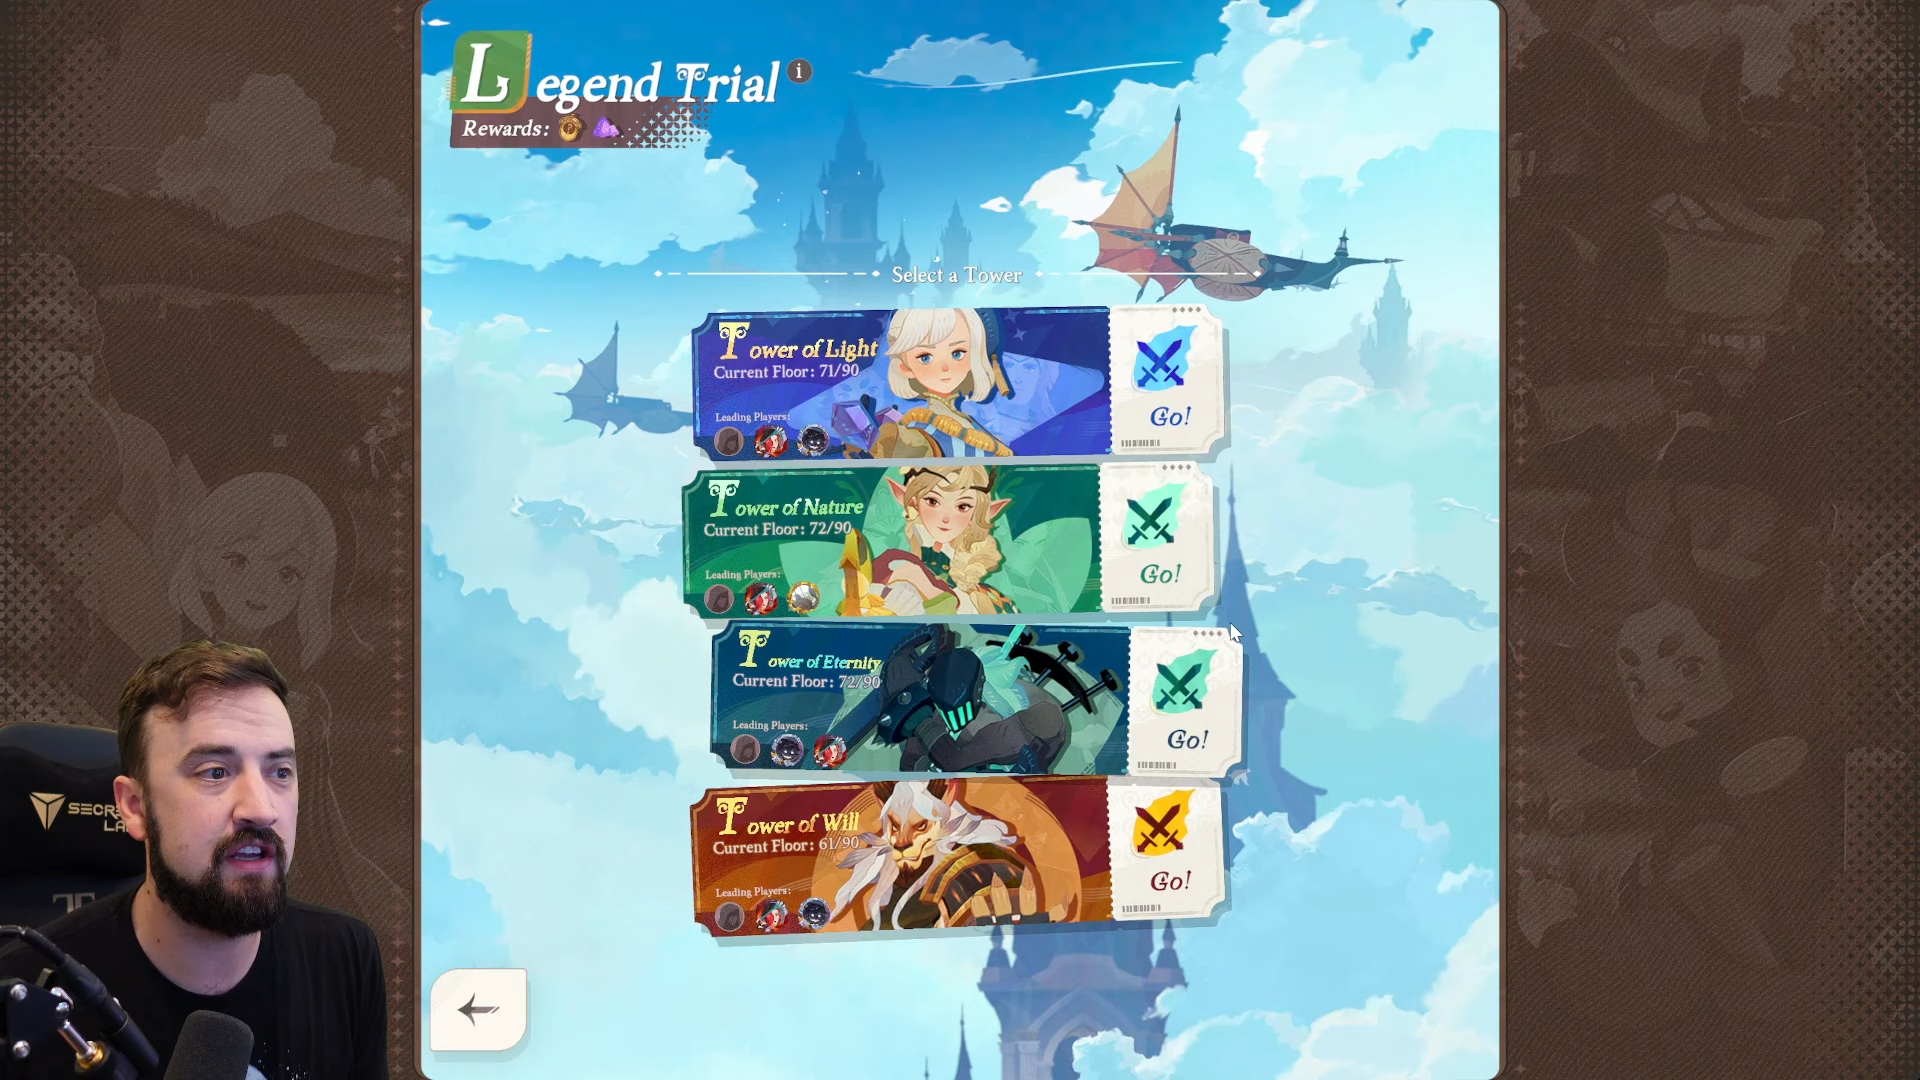 Legend Trial
i
Rewards:
Select a Tower
Tower of Light
Current Floor: 71/90
Leading Players:
Go!
Tower of Nature
Current Floor: 72/90
Leading Players:
Go!
Tower of Eternity
Current Floor: 72/90
Leading Players:
Go!
Tower of Will
Current Floor: 61/90
Leading Players:
Go!